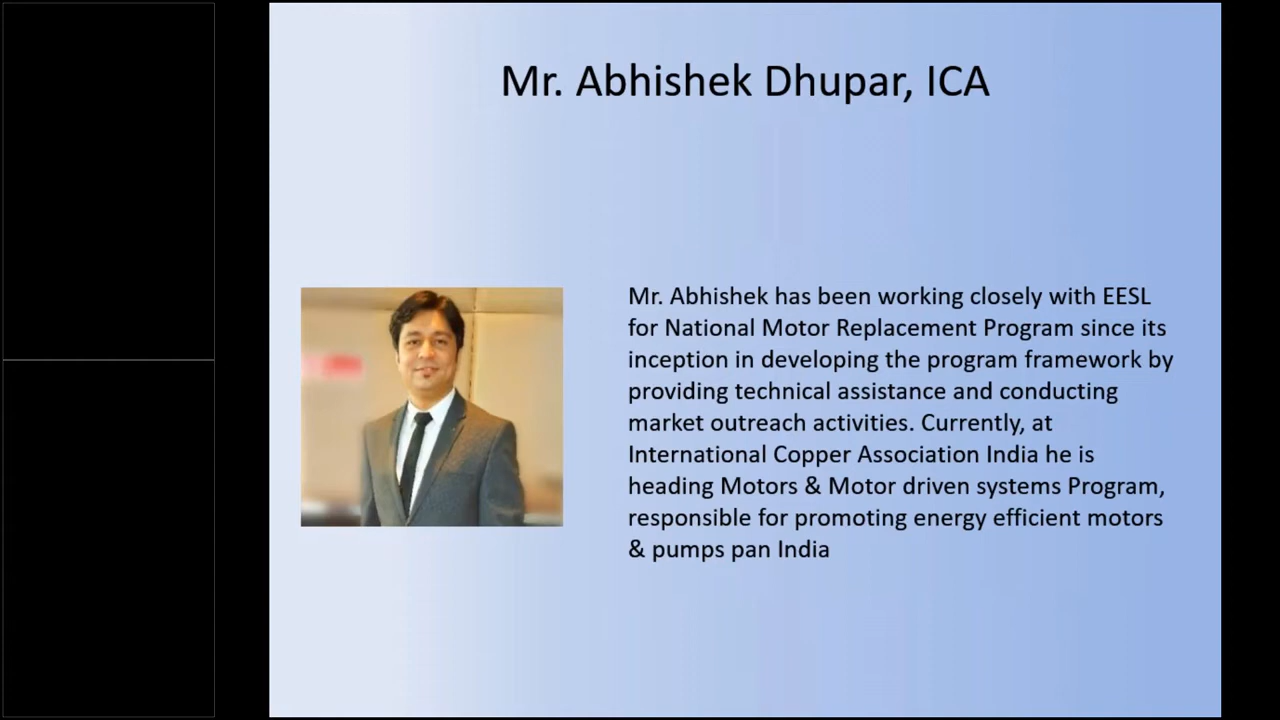 Mr. Abhishek Dhupar, ICA
Mr. Abhishek has been working closely with EESL
for National Motor Replacement Program since its
inception in developing the program framework by
providing technical assistance and conducting
market outreach activities. Currently, at
International Copper Association India he is
heading Motors & Motor driven systems Program,
responsible for promoting energy efficient motors
& pumps pan India